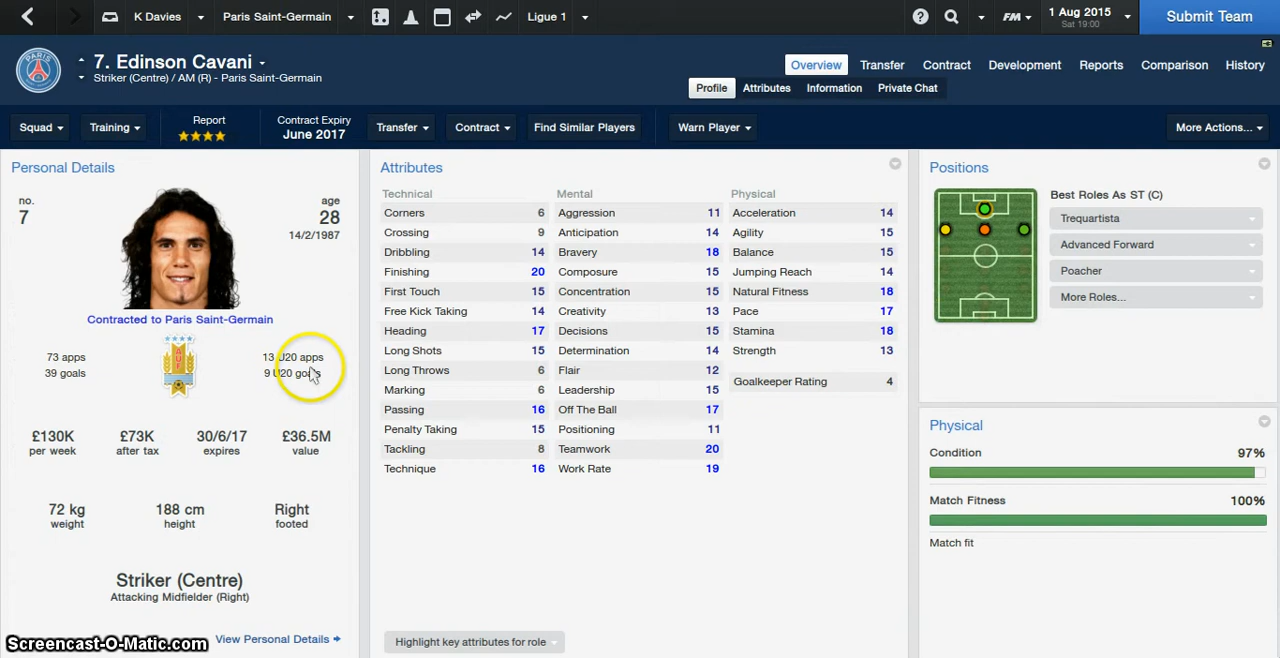 K Davies
Paris Saint-Germain
Ligue 1
?
FM
1 Aug 2015
Sat 19:00
Submit Team
PARIS
7. Edinson Cavani
Striker (Centre) / AM (R) - Paris Saint-Germain
Overview Transfer Contract Development Reports Comparison History
Profile Attributes Information Private Chat
Squad
Training
Report
Contract Expiry
June 2017
Transfer
Contract
Find Similar Players
Warn Player
More Actions...
Personal Details
no.
7
age
28
14/2/1987
Contracted to Paris Saint-Germain
73 apps
39 goals
AUF
13 U20 apps
9 U20 goals
£130K
per week
£73K
after tax
30/6/17
expires
£36.5M
value
72 kg
weight
188 cm
height
Right
footed
Striker (Centre)
Attacking Midfielder (Right)
View Personal Details
Attributes
Technical
Corners 6
Crossing 9
Dribbling 14
Finishing 20
First Touch 15
Free Kick Taking 14
Heading 17
Long Shots 15
Long Throws 6
Marking 6
Passing 16
Penalty Taking 15
Tackling 8
Technique 16
Mental
Aggression 11
Anticipation 14
Bravery 18
Composure 15
Concentration 15
Creativity 13
Decisions 15
Determination 14
Flair 12
Leadership 15
Off The Ball 17
Positioning 11
Teamwork 20
Work Rate 19
Physical
Acceleration 14
Agility 15
Balance 15
Jumping Reach 14
Natural Fitness 18
Pace 17
Stamina 18
Strength 13
Goalkeeper Rating 4
Highlight key attributes for role
Positions
Best Roles As ST (C)
Trequartista
Advanced Forward
Poacher
More Roles...
Physical
Condition 97%
Match Fitness 100%
Match fit
Screencast-O-Matic.com